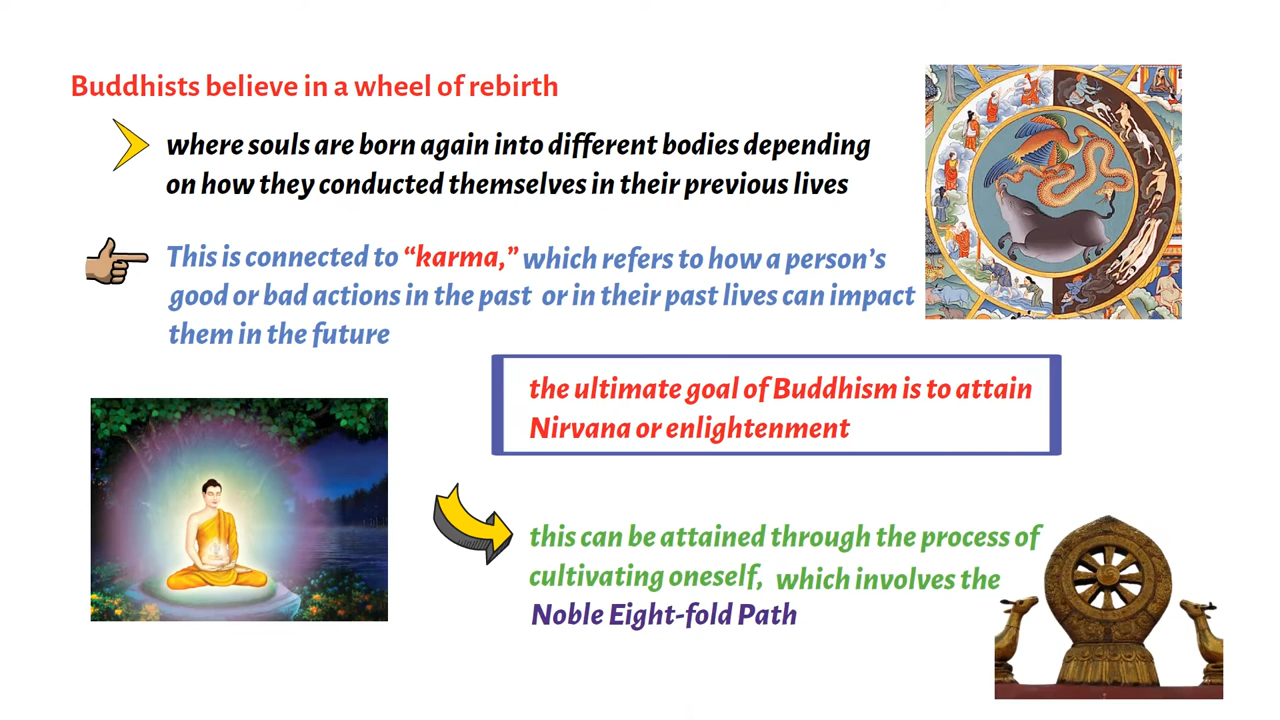 Buddhists believe in a wheel of rebirth
where souls are born again into different bodies depending
on how they conducted themselves in their previous lives
This is connected to “karma,” which refers to how a person’s
good or bad actions in the past or in their past lives can impact
them in the future
the ultimate goal of Buddhism is to attain
Nirvana or enlightenment
this can be attained through the process of
cultivating oneself, which involves the
Noble Eight-fold Path